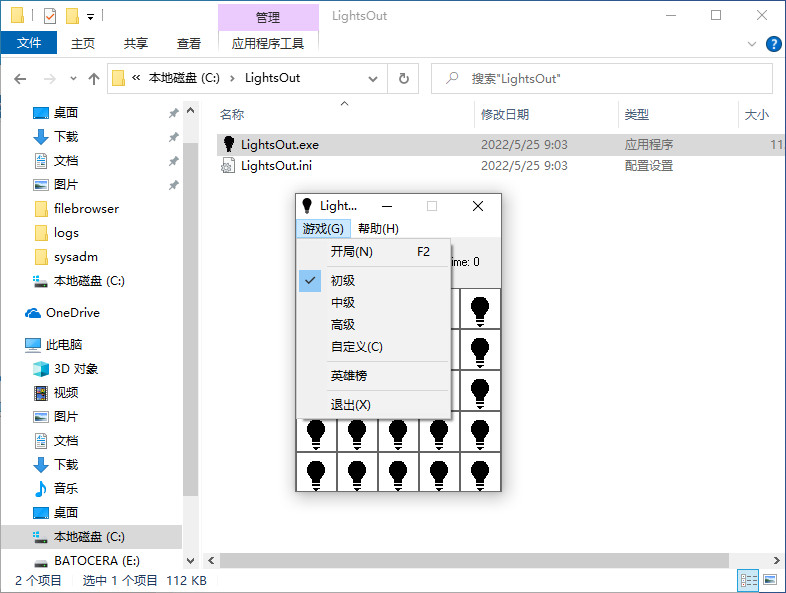 管理
LightsOut
文件
主页
共享
查看
应用程序工具
« 本地磁盘 (C:) > LightsOut
搜索"LightsOut"
名称
修改日期
类型
大小
桌面
下载
文档
图片
filebrowser
logs
sysadm
本地磁盘 (C:)
OneDrive
此电脑
3D 对象
视频
图片
文档
下载
音乐
桌面
本地磁盘 (C:)
BATOCERA (E:)
LightsOut.exe 2022/5/25 9:03 应用程序 11
LightsOut.ini 2022/5/25 9:03 配置设置
Light...
游戏(G) 帮助(H)
开局(N) F2
初级
中级
高级
自定义(C)
英雄榜
退出(X)
ime: 0
2 个项目
选中 1 个项目 112 KB